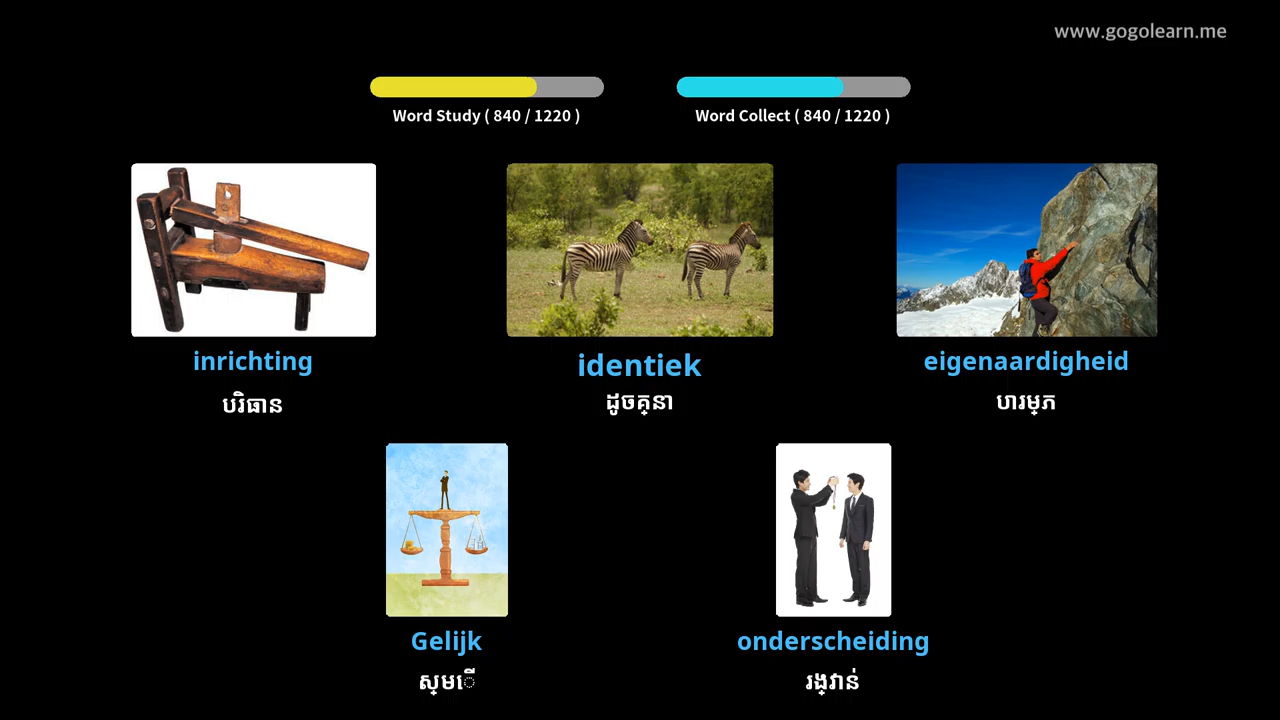 www.gogolearn.me
Word Study ( 840 / 1220 )
Word Collect ( 840 / 1220 )
inrichting
បរិធាន
identiek
ដូចគ្នា
eigenaardigheid
បារម្ភ
Gelijk
ស្មើ
onderscheiding
រង្វាន់